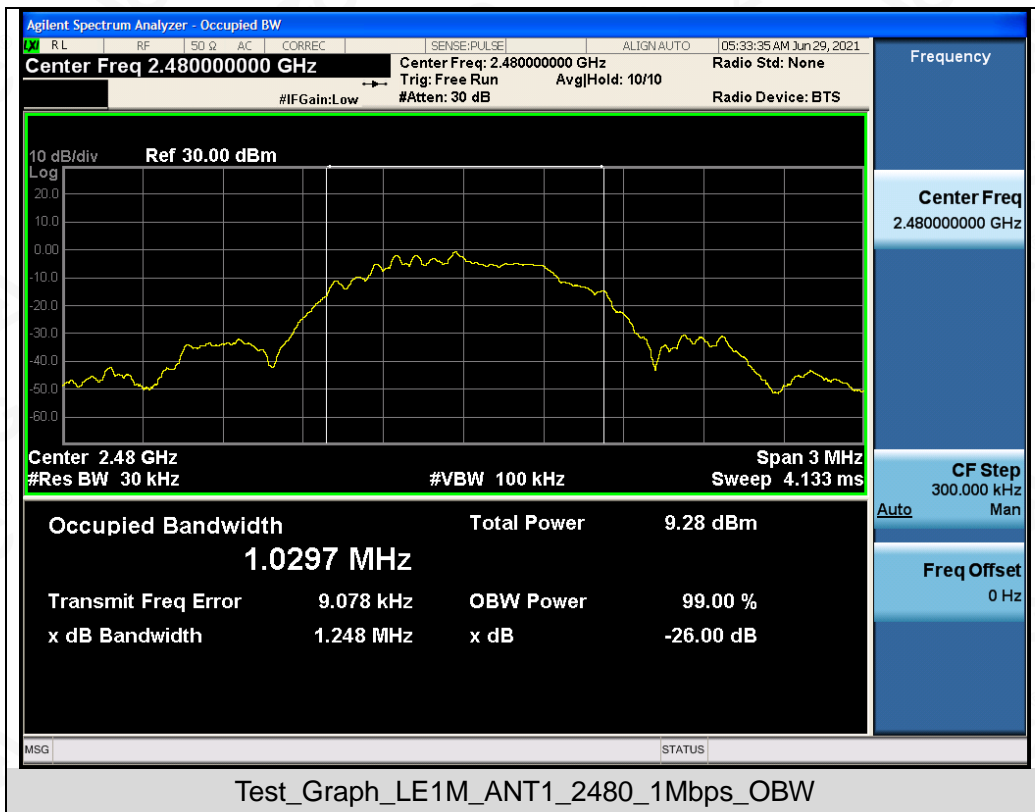 Agilent Spectrum Analyzer - Occupied BW
LXI RL RF 50 Ω AC CORREC SENSE:PULSE ALIGN AUTO 05:33:35 AM Jun 29, 2021
Center Freq 2.480000000 GHz
Center Freq: 2.480000000 GHz
Radio Std: None
Trig: Free Run Avg|Hold: 10/10
#IFGain:Low
#Atten: 30 dB
Radio Device: BTS
10 dB/div Ref 30.00 dBm
Log
20.0
10.0
0.00
-10.0
-20.0
-30.0
-40.0
-50.0
-60.0
Center 2.48 GHz Span 3 MHz
#Res BW 30 kHz #VBW 100 kHz Sweep 4.133 ms
Occupied Bandwidth Total Power 9.28 dBm
1.0297 MHz
Transmit Freq Error 9.078 kHz OBW Power 99.00 %
x dB Bandwidth 1.248 MHz x dB -26.00 dB
MSG STATUS
Frequency
Center Freq
2.480000000 GHz
CF Step
300.000 kHz
Auto Man
Freq Offset
0 Hz
Test_Graph_LE1M_ANT1_2480_1Mbps_OBW